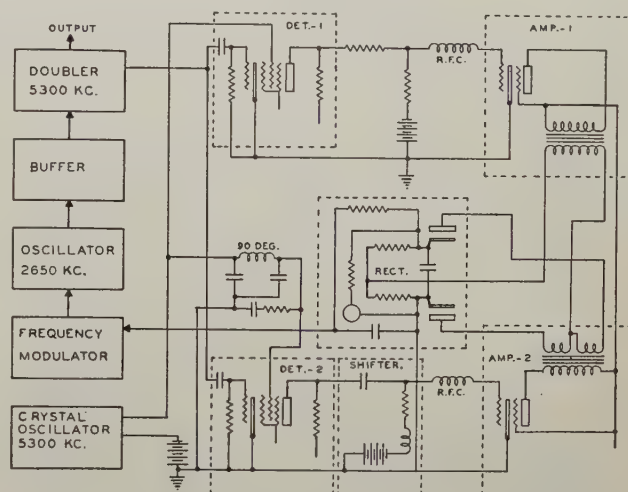 OUTPUT
DOUBLER
5300 KC.
BUFFER
OSCILLATOR
2650 KC.
FREQUENCY
MODULATOR
CRYSTAL
OSCILLATOR
5300 KC.
DET.-1
R.F.C.
AMP.-1
90 DEG.
RECT.
DET.-2
SHIFTER.
R.F.C.
AMP.-2